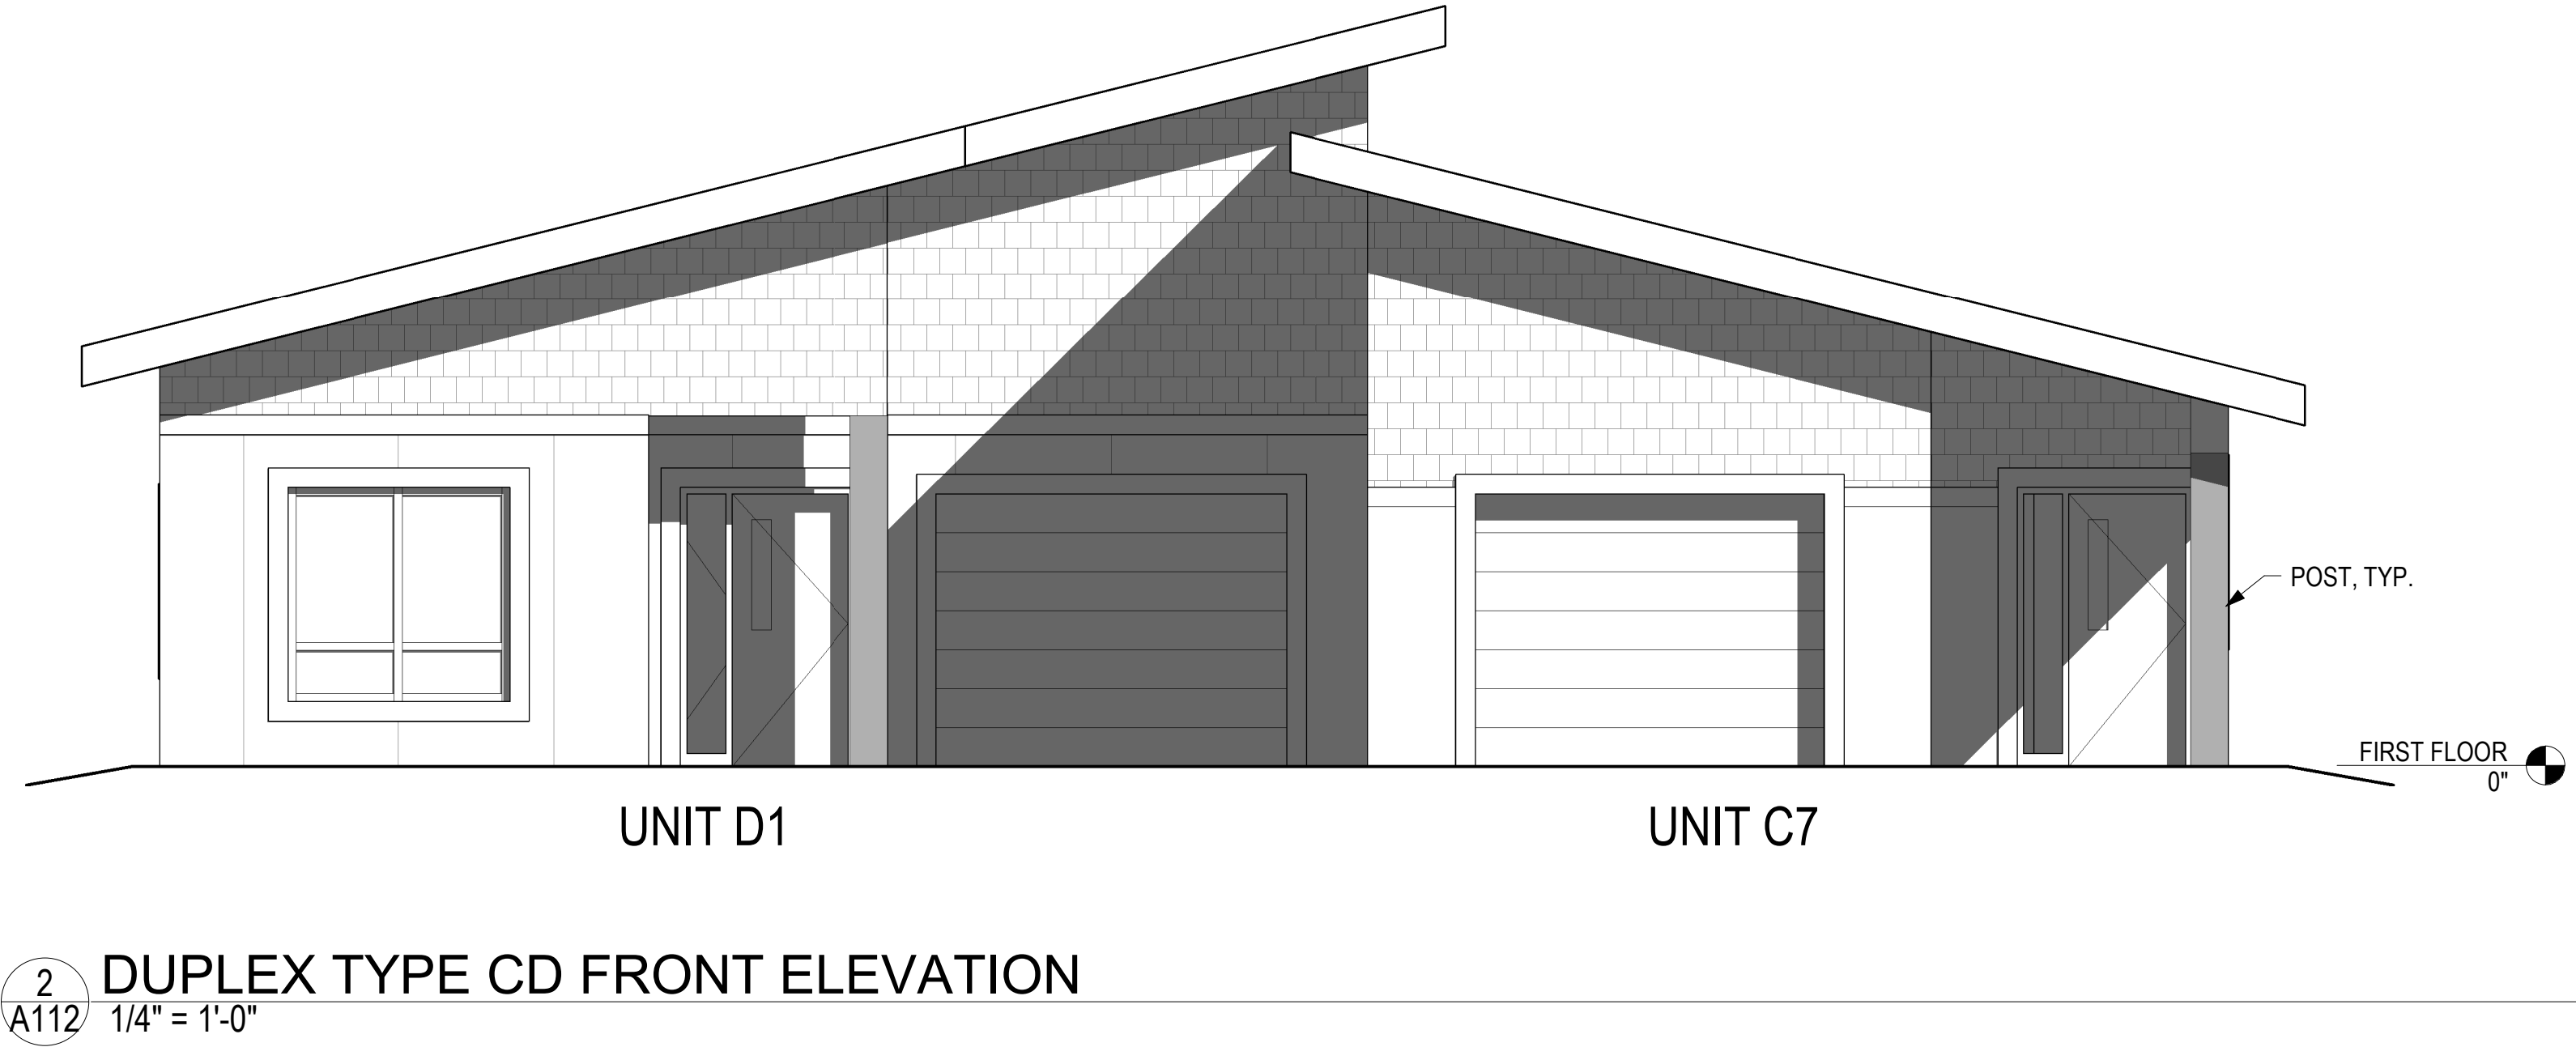 POST, TYP.
FIRST FLOOR
0"
UNIT D1
UNIT C7
2
DUPLEX TYPE CD FRONT ELEVATION
A112
1/4" = 1'-0"